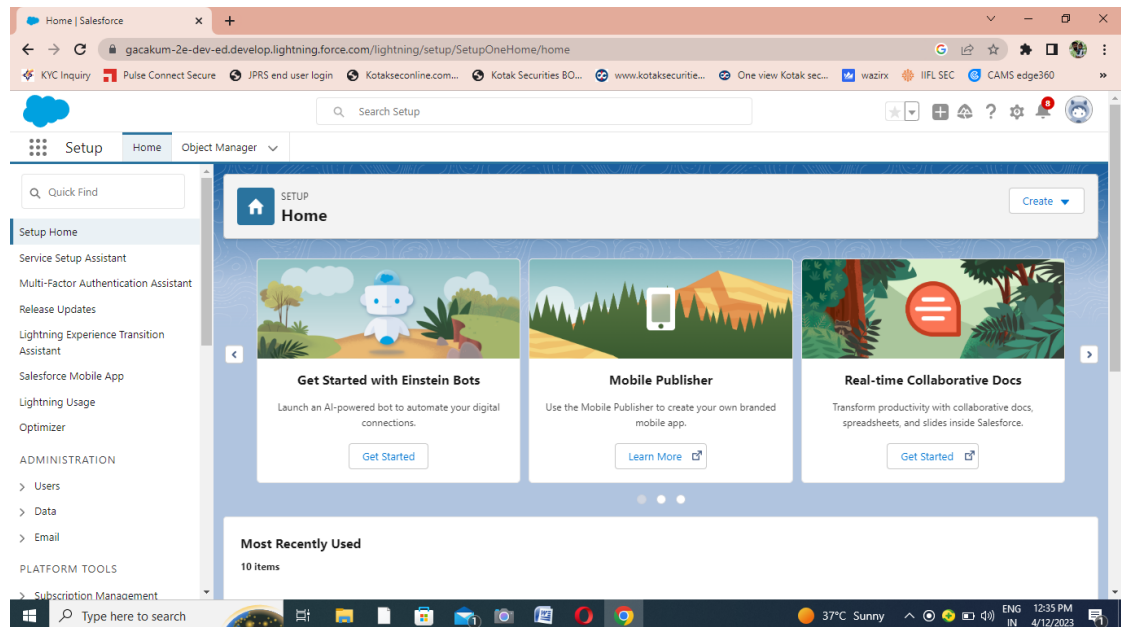 Home | Salesforce
gacakum-2e-dev-ed.develop.lightning.force.com/lightning/setup/SetupOneHome/home
KYC Inquiry Pulse Connect Secure JPRS end user login Kotakseconline.com... Kotak Securities BO... www.kotaksecuritie... One view Kotak sec... wazirx IIFL SEC CAMS edge360 »
Search Setup
8
Setup Home Object Manager
Quick Find
Setup Home
Service Setup Assistant
Multi-Factor Authentication Assistant
Release Updates
Lightning Experience Transition
Assistant
Salesforce Mobile App
Lightning Usage
Optimizer
ADMINISTRATION
Users
Data
Email
PLATFORM TOOLS
Subscription Management
SETUP
Home
Create
Get Started with Einstein Bots
Launch an AI-powered bot to automate your digital
connections.
Get Started
Mobile Publisher
Use the Mobile Publisher to create your own branded
mobile app.
Learn More
Real-time Collaborative Docs
Transform productivity with collaborative docs,
spreadsheets, and slides inside Salesforce.
Get Started
Most Recently Used
10 items
Type here to search
37°C Sunny
ENG
IN
12:35 PM
4/12/2023